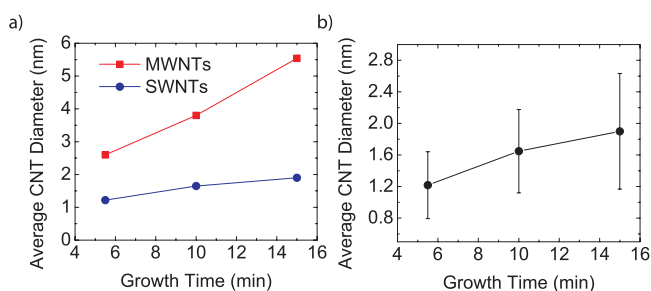 a)
Average CNT Diameter (nm)
6
5
4
3
2
1
0
MWNTs
SWNTs
4 6 8 10 12 14 16
Growth Time (min)
b)
Average CNT Diameter (nm)
2.8
2.4
2.0
1.6
1.2
0.8
4 6 8 10 12 14 16
Growth Time (min)